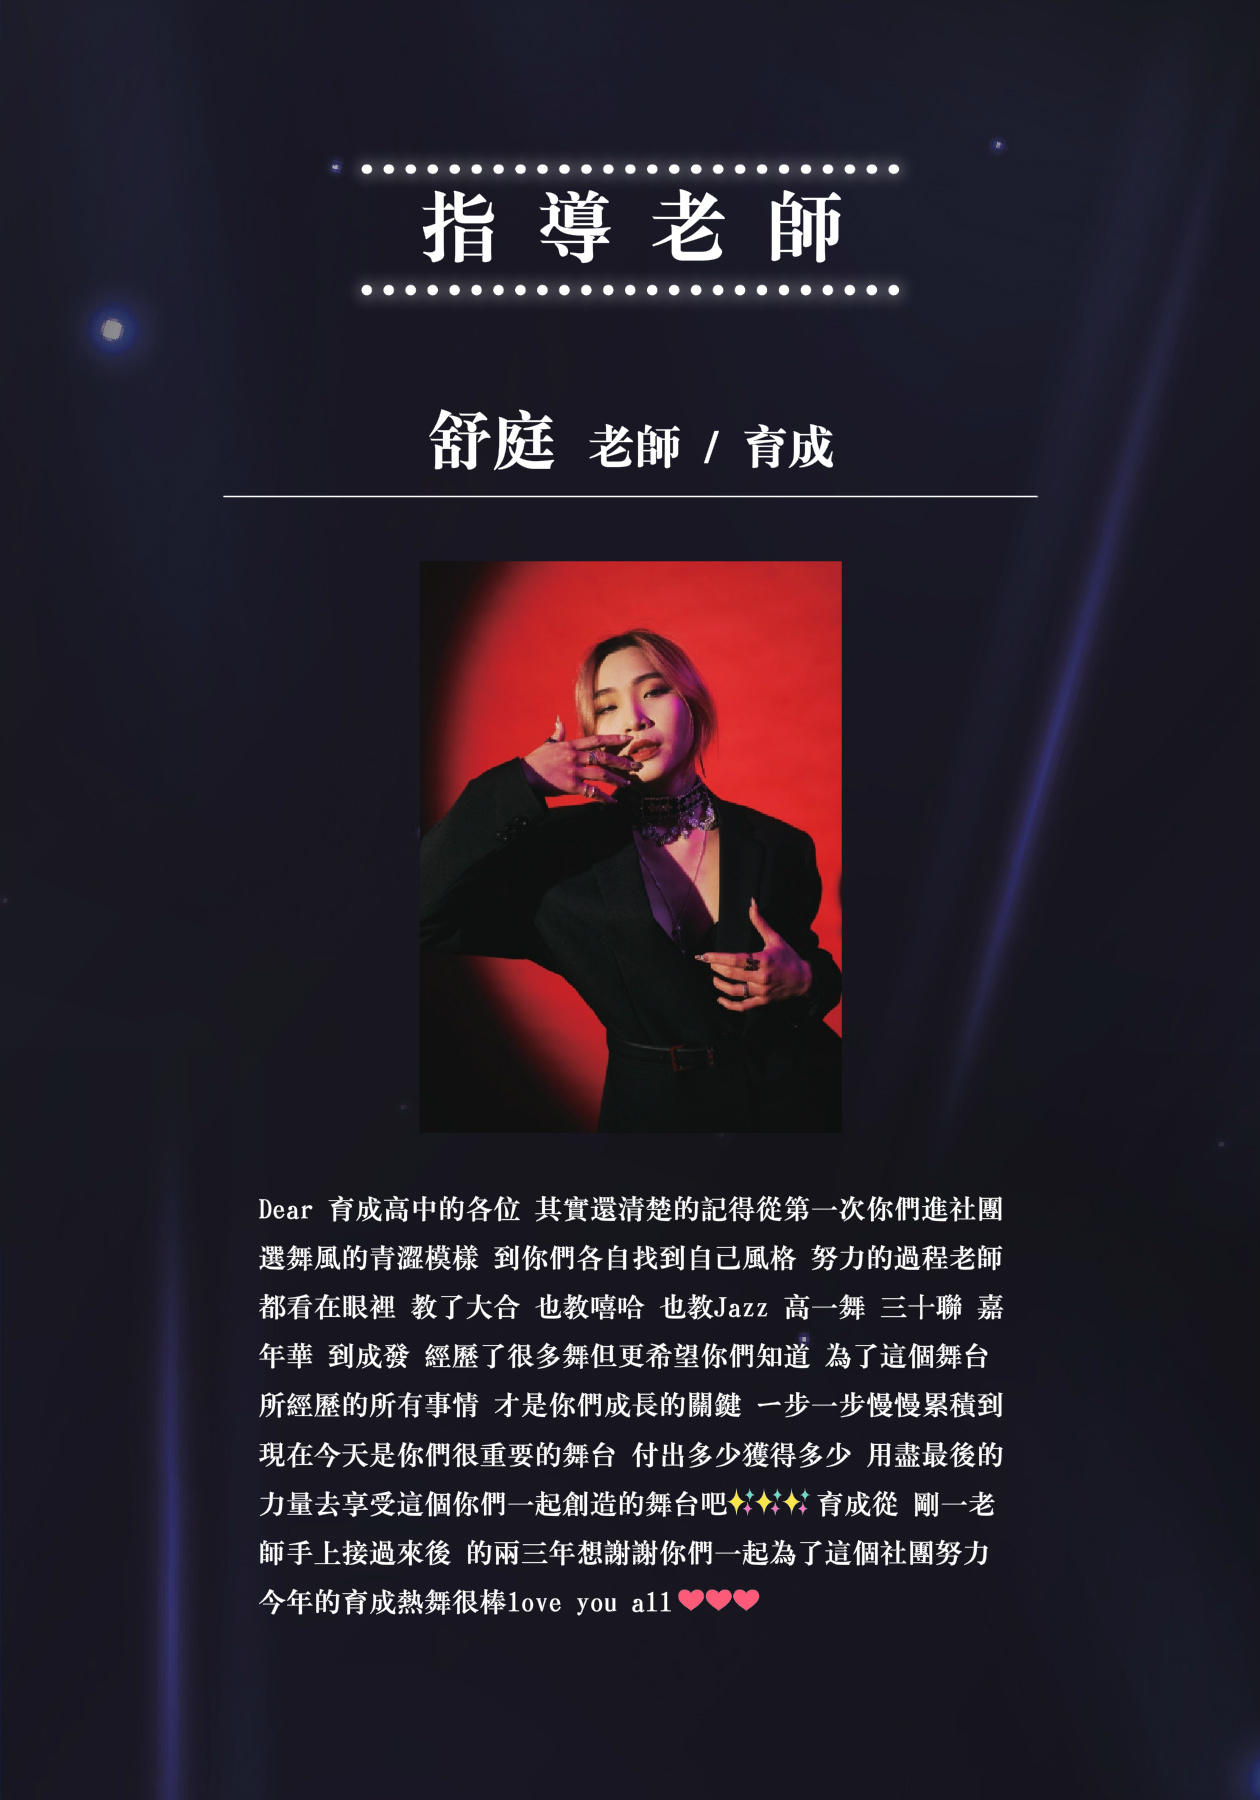 指導老師
舒庭 老師 / 育成
Dear 育成高中的各位 其實還清楚的記得從第一次你們進社團
選舞風的青澀模樣 到你們各自找到自己風格 努力的過程老師
都看在眼裡 教了大合 也教嘻哈 也教Jazz 高一舞 三十聯 嘉
年華 到成發 經歷了很多舞但更希望你們知道 為了這個舞台
所經歷的所有事情 才是你們成長的關鍵 一步一步慢慢累積到
現在今天是你們很重要的舞台 付出多少獲得多少 用盡最後的
力量去享受這個你們一起創造的舞台吧✨✨✨育成從 剛一老
師手上接過來後 的兩三年想謝謝你們一起為了這個社團努力
今年的育成熱舞很棒love you all❤️❤️❤️